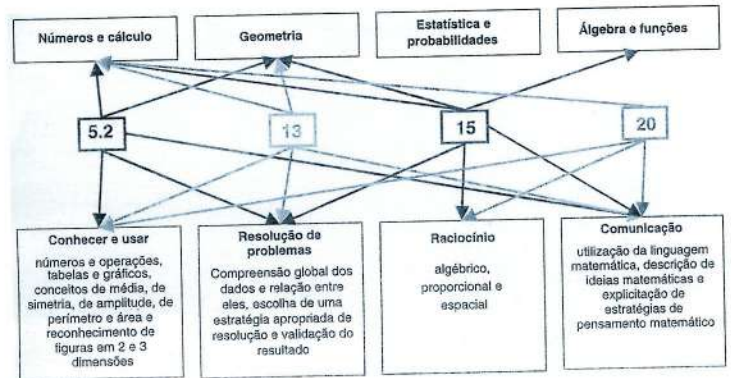 Números e cálculo
Geometria
Estatística e
probabilidades
Álgebra e funções
5.2
13
15
20
Conhecer e usar
números e operações,
tabelas e gráficos,
conceitos de média, de
simetria, de amplitude, de
perímetro e área e
reconhecimento de
figuras em 2 e 3
dimensões
Resolução de
problemas
Compreensão global dos
dados e relação entre
eles, escolha de uma
estratégia apropriada de
resolução e validação do
resultado
Raciocínio
algébrico,
proporcional e
espacial
Comunicação
utilização da linguagem
matemática, descrição de
ideias matemáticas e
explicitação de
estratégias de
pensamento matemático